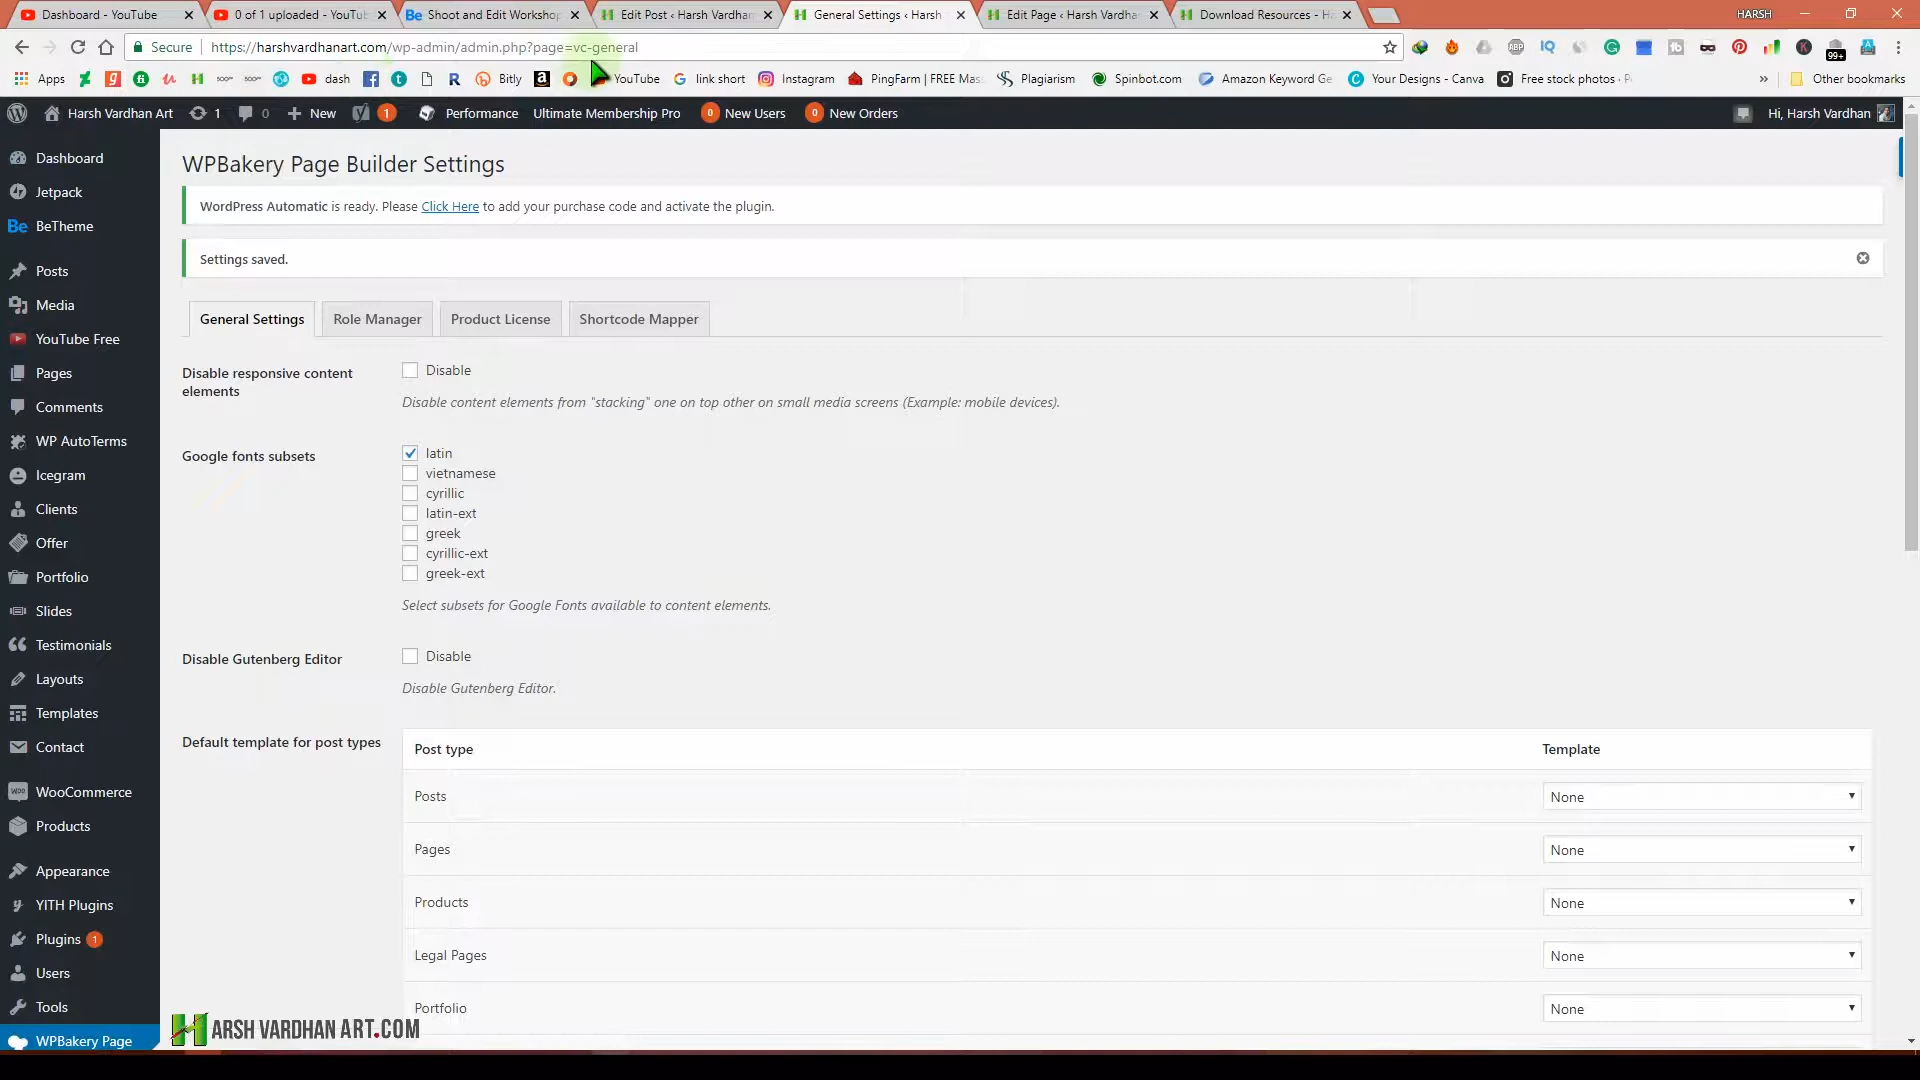 Dashboard - YouTube
0 of 1 uploaded - YouTu
Be Shoot and Edit Worksho
Edit Post ‹ Harsh Vardhan
General Settings ‹ Harsh
Edit Page ‹ Harsh Vardha
Download Resources - Ha
HARSH
Secure
https://harshvardhanart.com/wp-admin/admin.php?page=vc-general
ABP
IQ
99+
Apps
dash
Bitly
YouTube
link short
Instagram
PingFarm | FREE Mas
Plagiarism
Spinbot.com
Amazon Keyword Ge
Your Designs - Canva
Free stock photos · P
Other bookmarks
Harsh Vardhan Art
1
0
New
1
Performance
Ultimate Membership Pro
0 New Users
0 New Orders
Hi, Harsh Vardhan
Dashboard
Jetpack
Be BeTheme
Posts
Media
YouTube Free
Pages
Comments
WP AutoTerms
Icegram
Clients
Offer
Portfolio
Slides
Testimonials
Layouts
Templates
Contact
WooCommerce
Products
Appearance
YITH Plugins
Plugins 1
Users
Tools
WPBakery Page
WPBakery Page Builder Settings
WordPress Automatic is ready. Please Click Here to add your purchase code and activate the plugin.
Settings saved.
General Settings
Role Manager
Product License
Shortcode Mapper
Disable responsive content elements
Disable
Disable content elements from "stacking" one on top other on small media screens (Example: mobile devices).
Google fonts subsets
latin
vietnamese
cyrillic
latin-ext
greek
cyrillic-ext
greek-ext
Select subsets for Google Fonts available to content elements.
Disable Gutenberg Editor
Disable
Disable Gutenberg Editor.
Default template for post types
Post type
Template
Posts
None
Pages
None
Products
None
Legal Pages
None
Portfolio
None
HARSH VARDHAN ART.COM